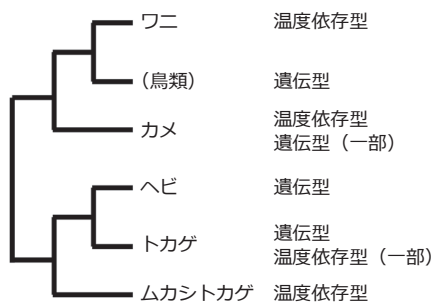 ワニ 温度依存型
(鳥類) 遺伝型
カメ 温度依存型
遺伝型(一部)
ヘビ 遺伝型
トカゲ 遺伝型
温度依存型(一部)
ムカシトカゲ 温度依存型